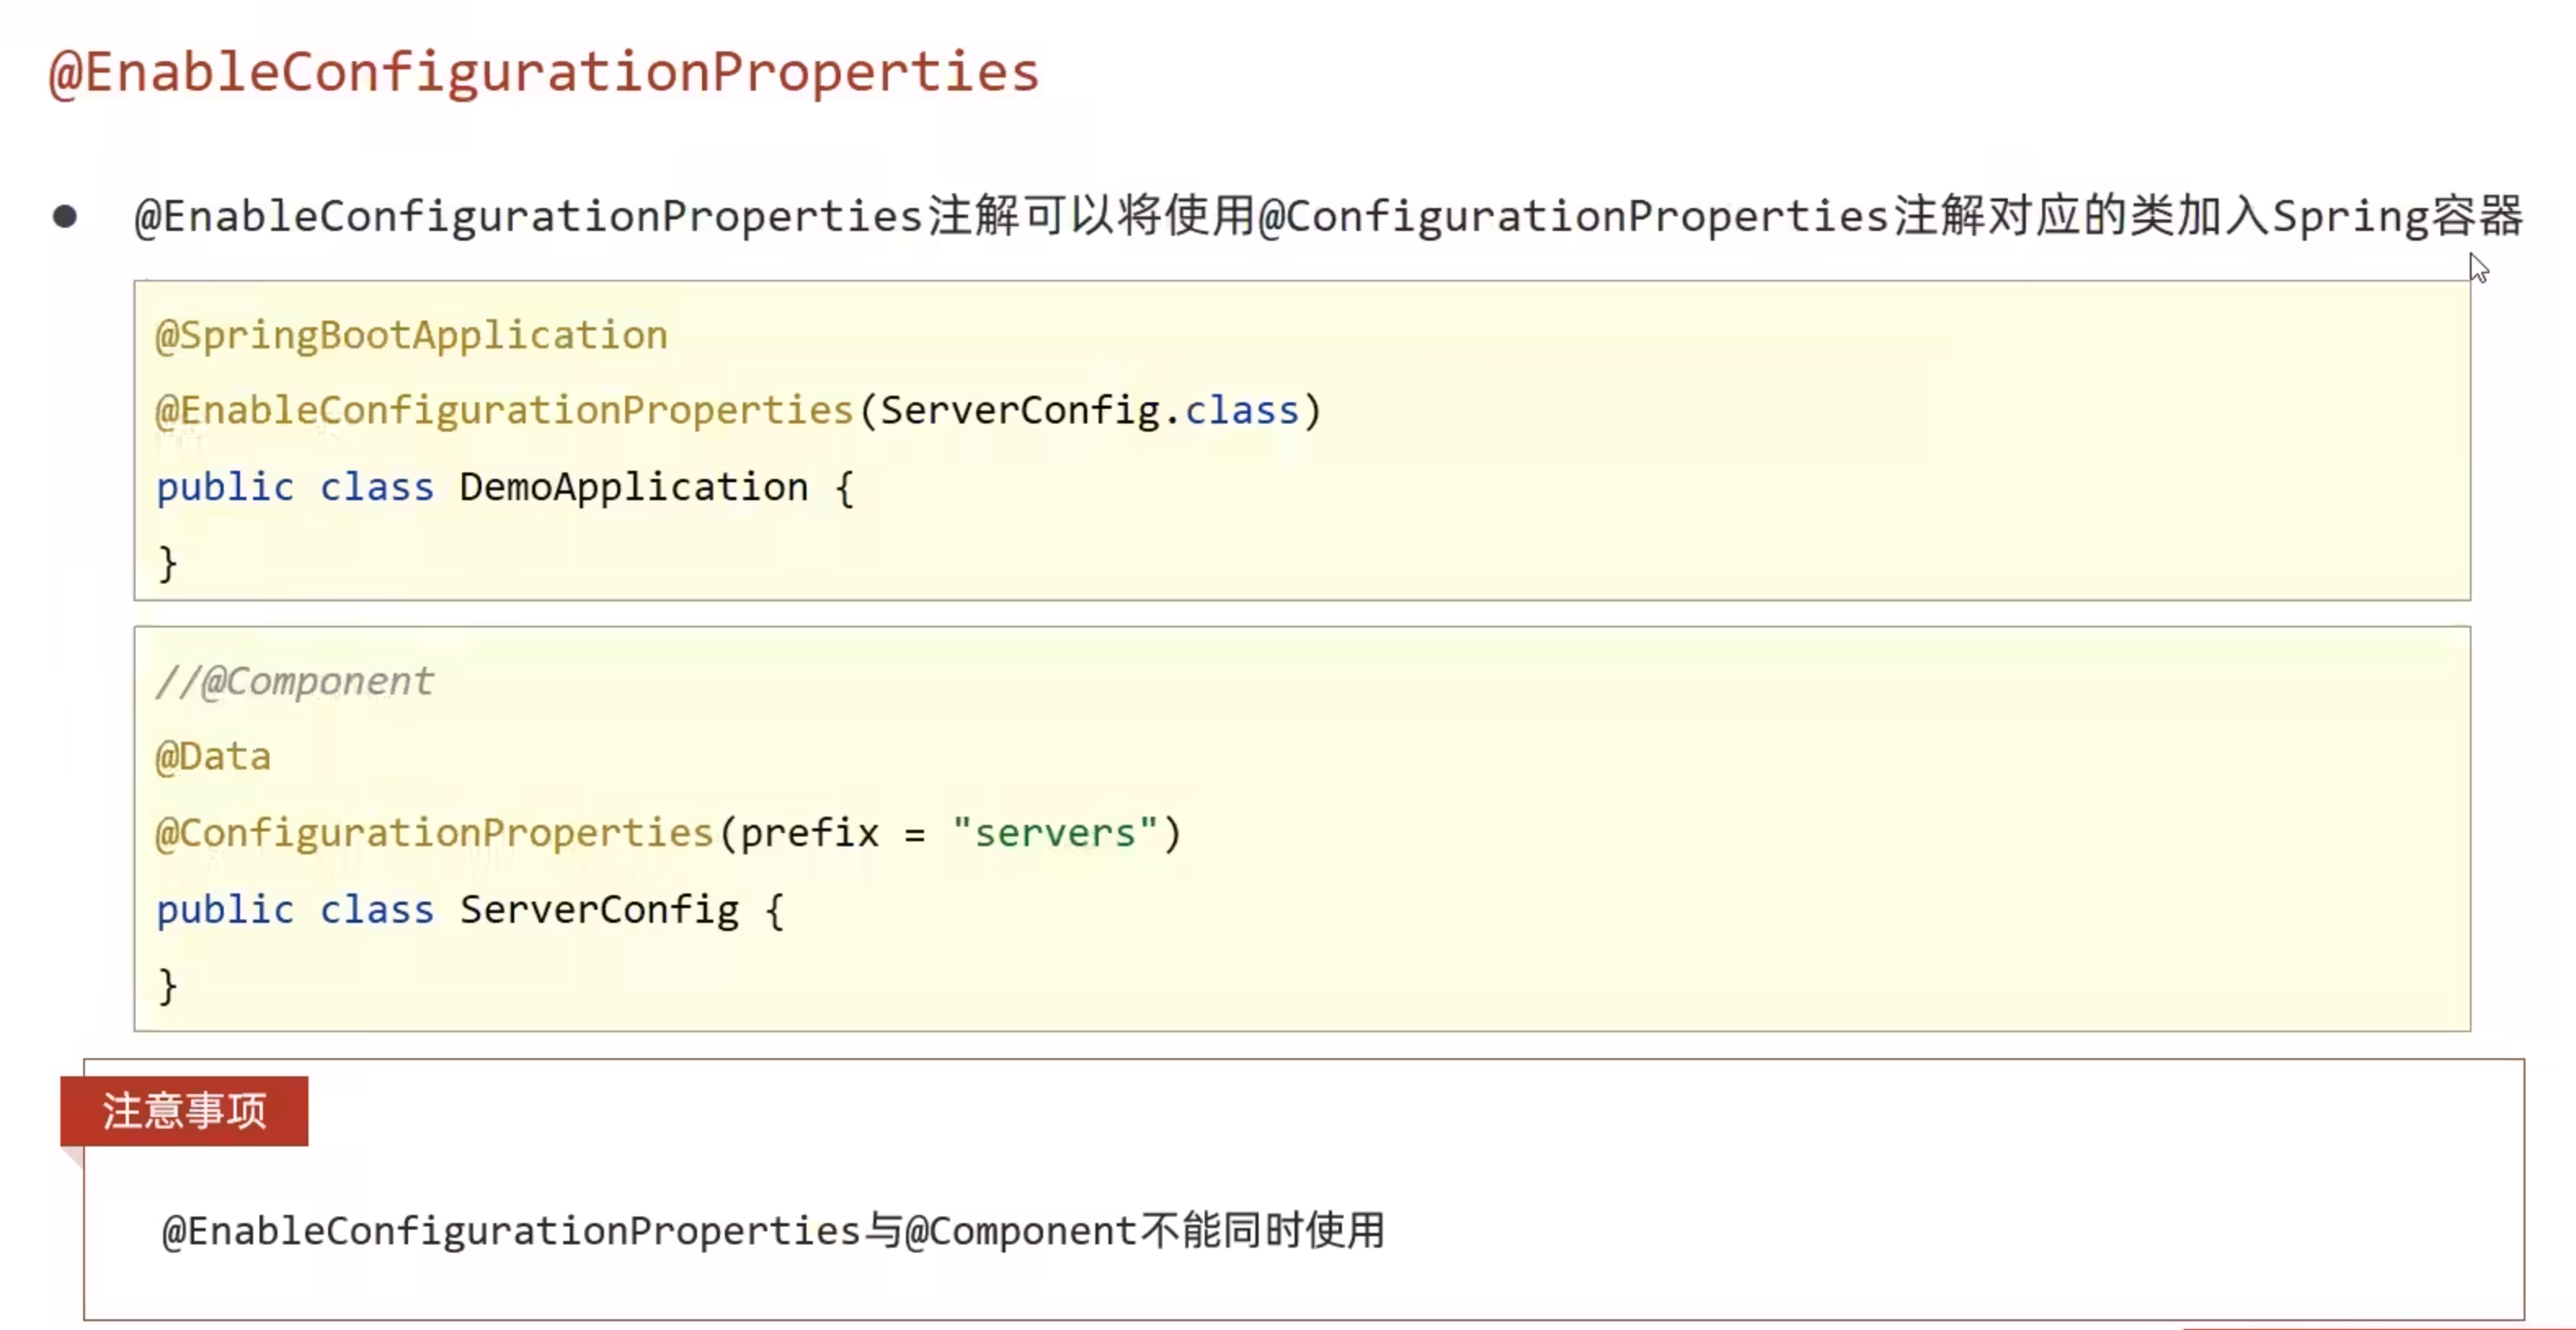 @EnableConfigurationProperties
● @EnableConfigurationProperties注解可以将使用@ConfigurationProperties注解对应的类加入Spring容器
@SpringBootApplication
@EnableConfigurationProperties(ServerConfig.class)
public class DemoApplication {
}
//@Component
@Data
@ConfigurationProperties(prefix = "servers")
public class ServerConfig {
}
注意事项
@EnableConfigurationProperties与@Component不能同时使用